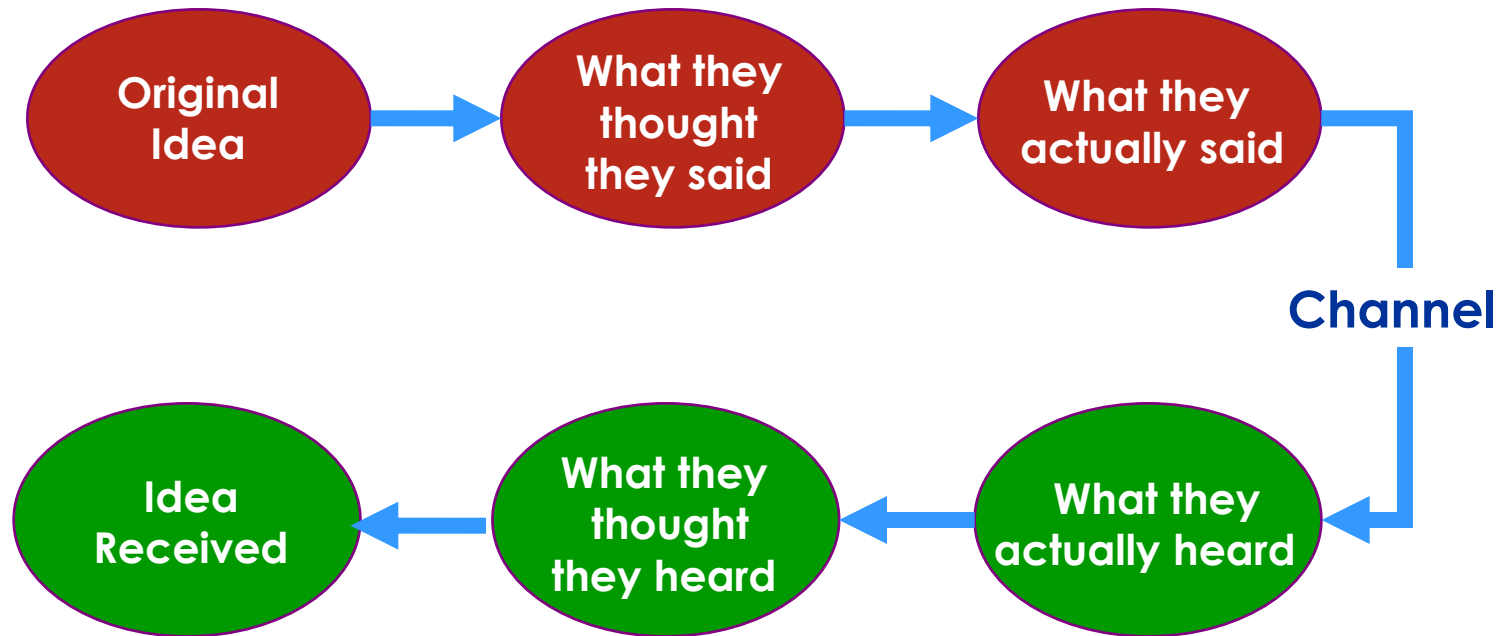 Original
Idea
What they
thought
they said
What they
actually said
Channel
What they
actually heard
What they
thought
they heard
Idea
Received